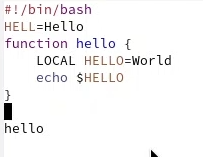 #!/bin/bash
HELL=Hello
function hello {
    LOCAL HELLO=World
    echo $HELLO
}
hello